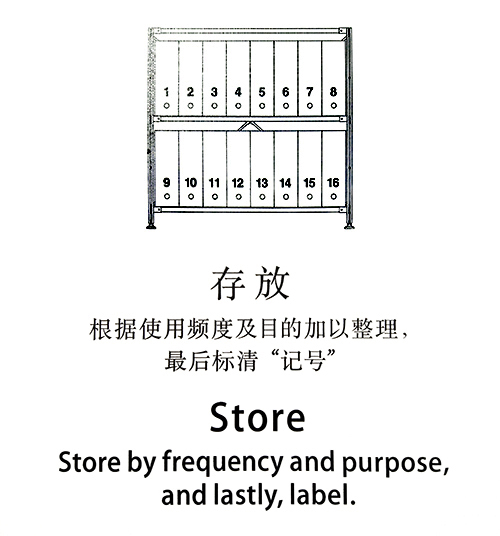 1 2 3 4 5 6 7 8
9 10 11 12 13 14 15 16
存放
根据使用频度及目的加以整理，
最后标清“记号”
Store
Store by frequency and purpose,
and lastly, label.